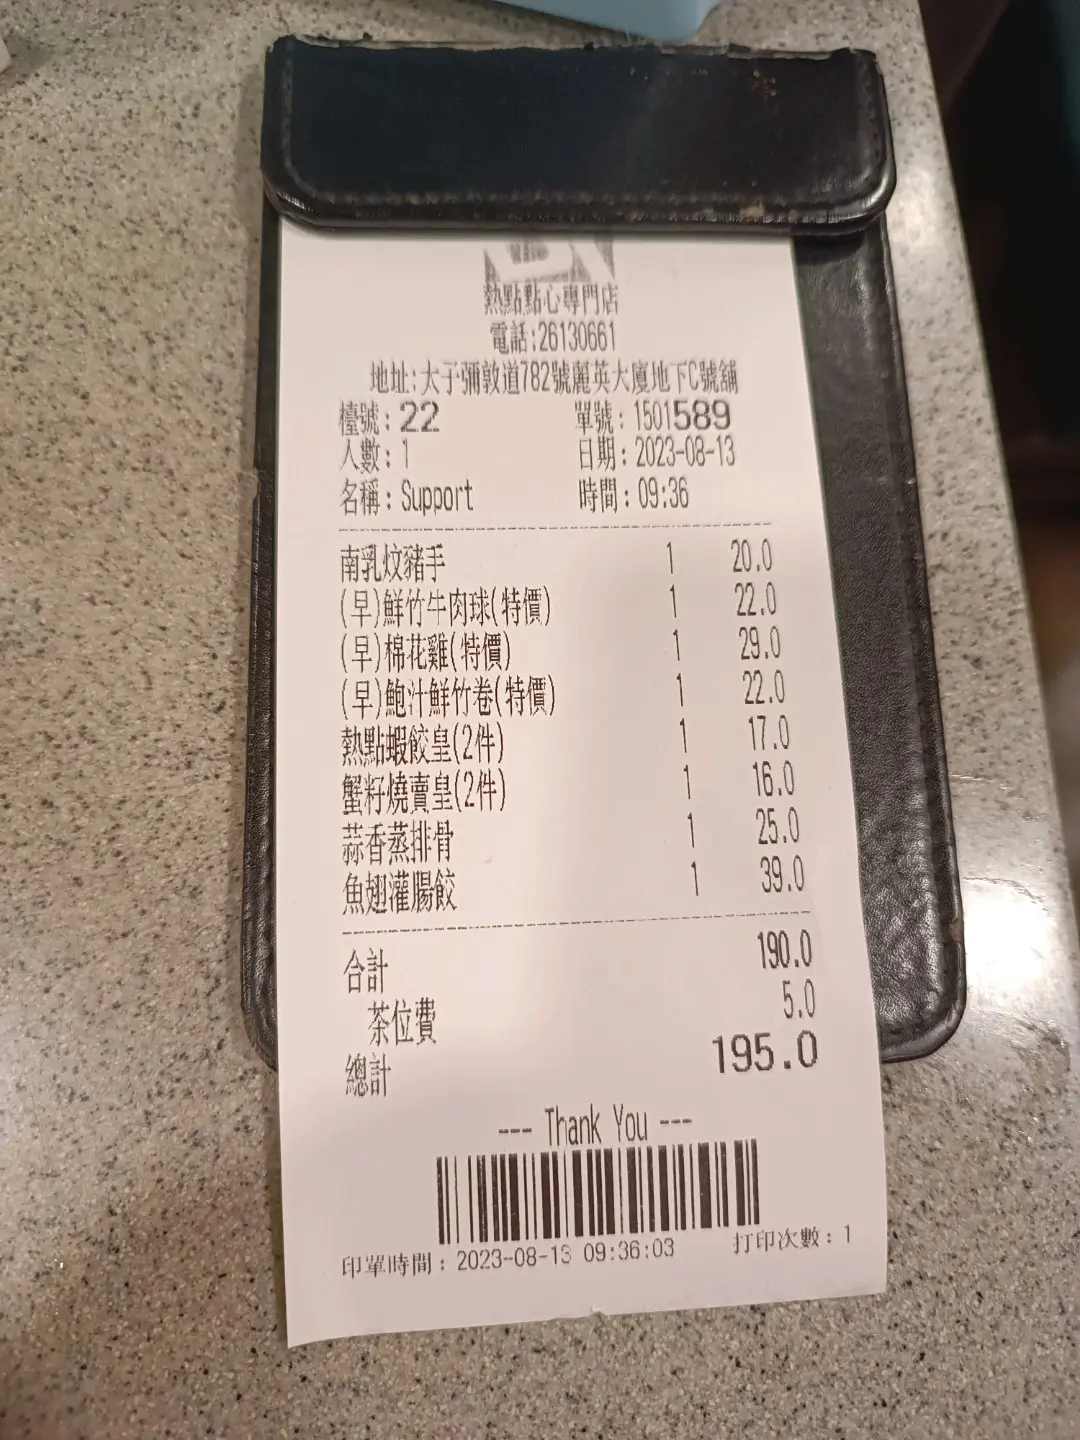 熱點點心專門店
電話:26130661
地址:大子彌敦道782號麗英大廈地下C號舖
檯號:22 單號:1501589
人數:1 日期:2023-08-13
名稱:Support 時間:09:36
南乳炆豬手 1 20.0
(早)鮮竹牛肉球(特價) 1 22.0
(早)棉花雞(特價) 1 29.0
(早)鮑汁鮮竹卷(特價) 1 22.0
熱點蝦餃皇(2件) 1 17.0
蟹籽燒賣皇(2件) 1 16.0
蒜香蒸排骨 1 25.0
魚翅灌腸餃 1 39.0
合計 190.0
茶位費 5.0
總計 195.0
--- Thank You ---
印單時間:2023-08-13 09:36:03 打印次數:1